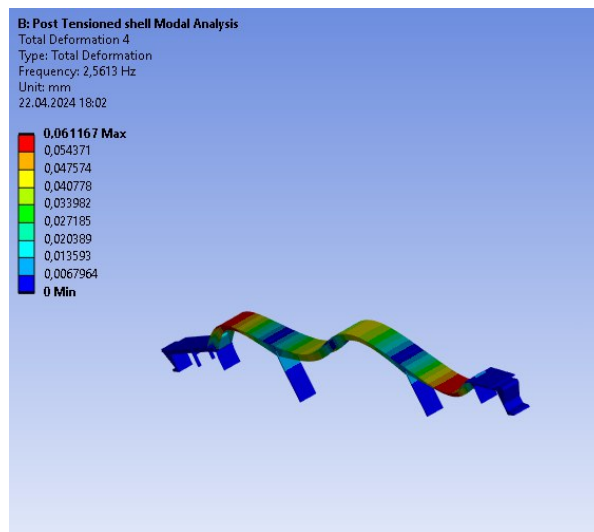 B: Post Tensioned shell Modal Analysis
Total Deformation 4
Type: Total Deformation
Frequency: 2,5613 Hz
Unit: mm
22.04.2024 18:02
0,061167 Max
0,054371
0,047574
0,040778
0,033982
0,027185
0,020389
0,013593
0,0067964
0 Min